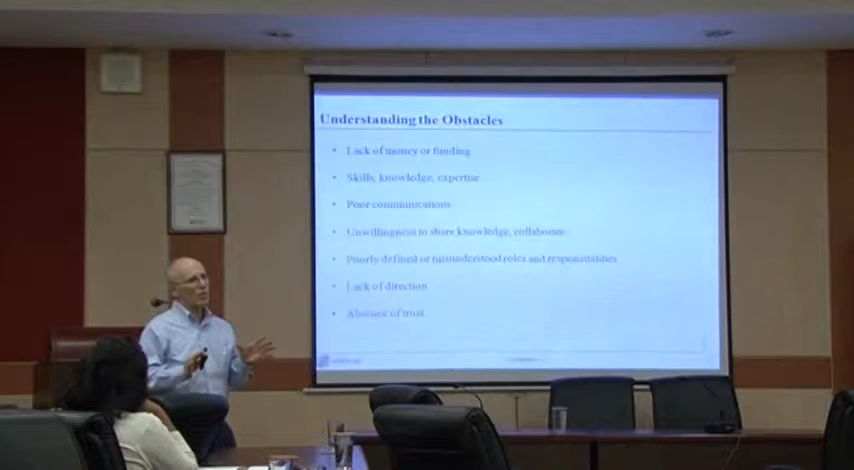 Understanding the Obstacles
• Lack of money or funding
• Skills, knowledge, expertise
• Poor communications
• Unwillingness to share knowledge, collaborate
• Poorly defined or misunderstood roles and responsibilities
• Lack of direction
• Absence of trust